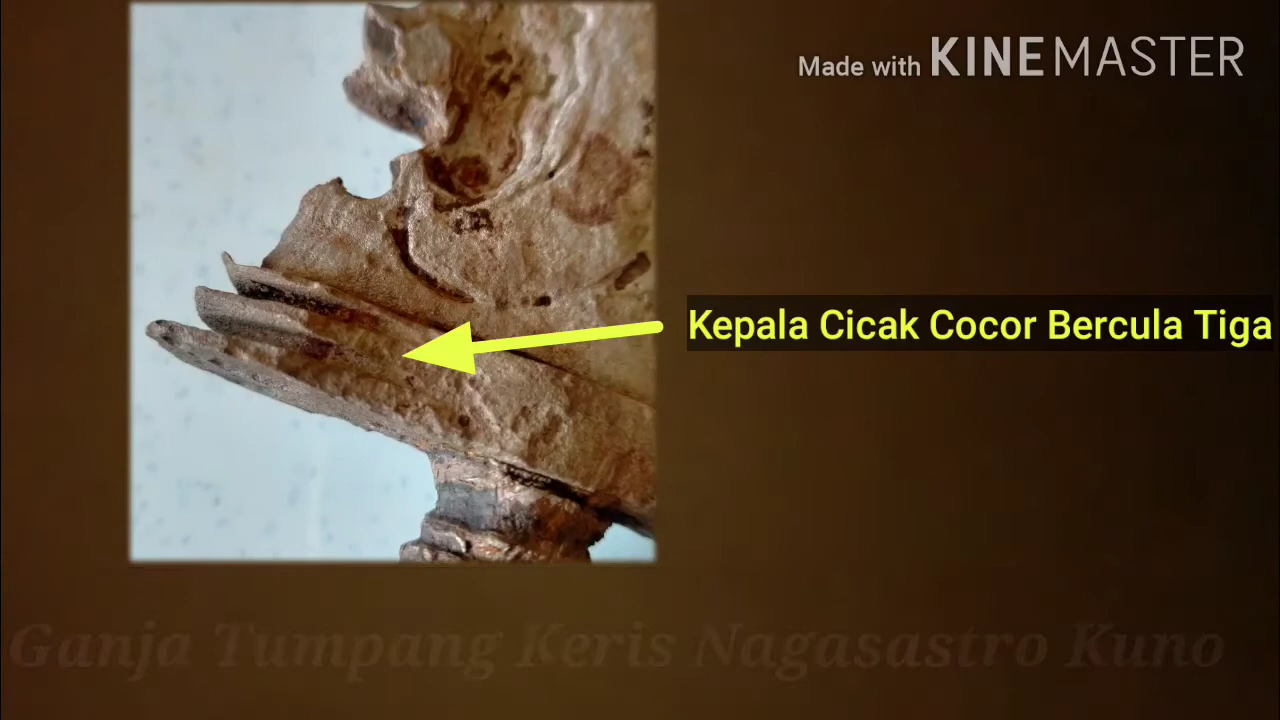 Made with KINEMASTER
Kepala Cicak Cocor Bercula Tiga
Ganja Tumpang Keris Nagasastro Kuno